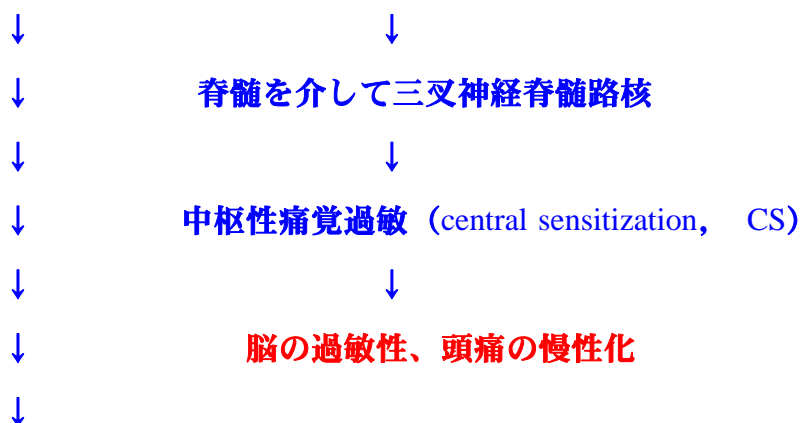 ↓ ↓
↓ 脊髄を介して三叉神経脊髄路核
↓ ↓
↓ 中枢性痛覚過敏（central sensitization, CS）
↓ ↓
↓ 脳の過敏性、頭痛の慢性化
↓